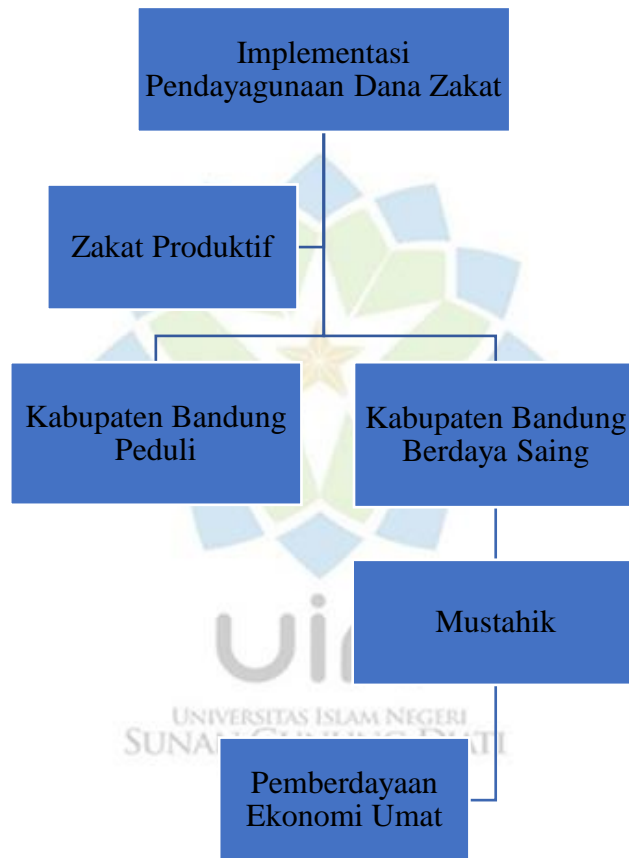 Implementasi
Pendayagunaan Dana Zakat
Zakat Produktif
Kabupaten Bandung
Peduli
Kabupaten Bandung
Berdaya Saing
Mustahik
UNIVERSITAS ISLAM NEGERI
Pemberdayaan
Ekonomi Umat